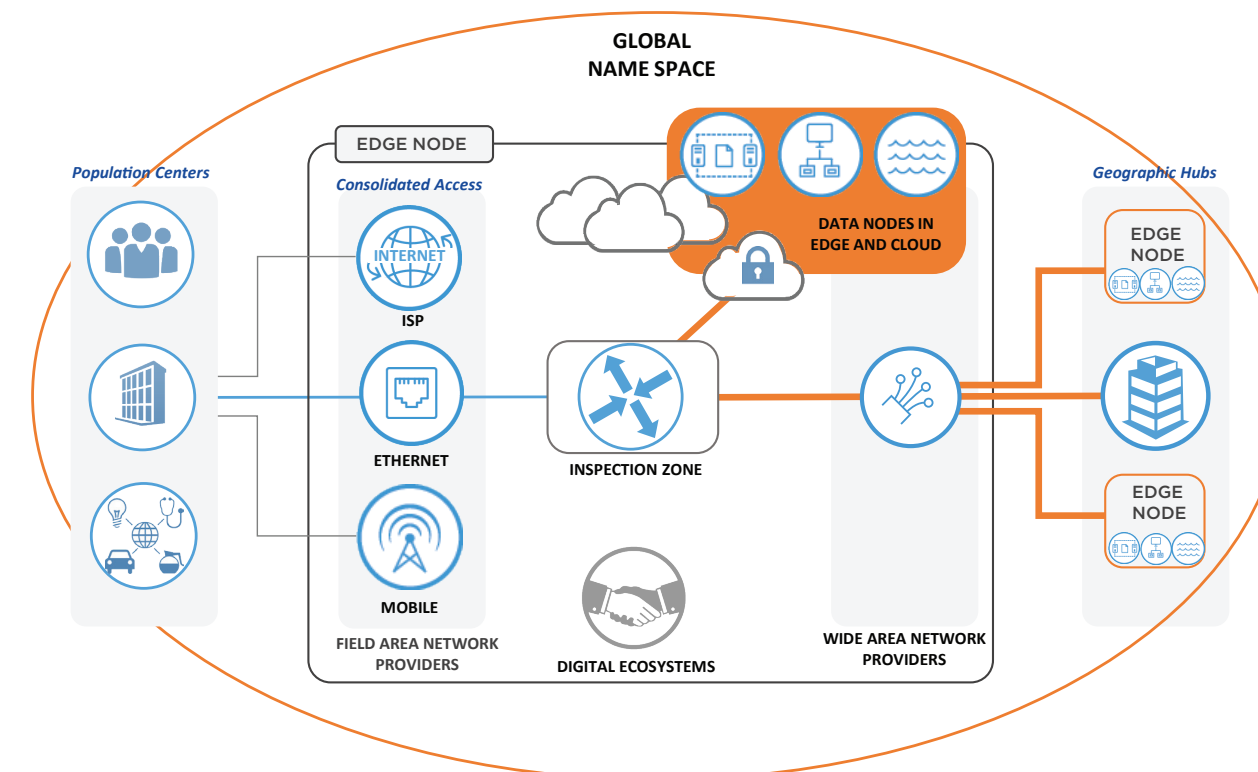 GLOBAL
NAME SPACE
EDGE NODE
Population Centers
Consolidated Access
Geographic Hubs
INTERNET
ISP
ETHERNET
MOBILE
FIELD AREA NETWORK
PROVIDERS
DATA NODES IN
EDGE AND CLOUD
INSPECTION ZONE
DIGITAL ECOSYSTEMS
WIDE AREA NETWORK
PROVIDERS
EDGE
NODE
EDGE
NODE